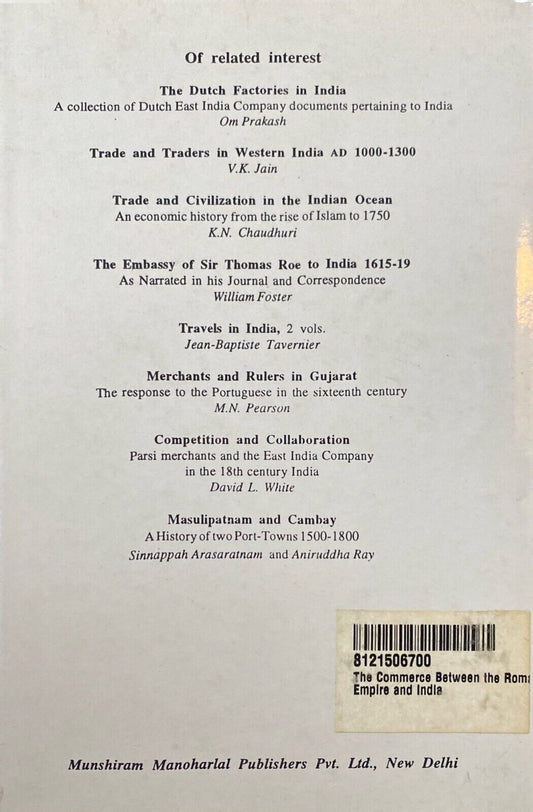 Of related interest
The Dutch Factories in India
A collection of Dutch East India Company documents pertaining to India
Om Prakash
Trade and Traders in Western India AD 1000-1300
V.K. Jain
Trade and Civilization in the Indian Ocean
An economic history from the rise of Islam to 1750
K.N. Chaudhuri
The Embassy of Sir Thomas Roe to India 1615-19
As Narrated in his Journal and Correspondence
William Foster
Travels in India, 2 vols.
Jean-Baptiste Tavernier
Merchants and Rulers in Gujarat
The response to the Portuguese in the sixteenth century
M.N. Pearson
Competition and Collaboration
Parsi merchants and the East India Company
in the 18th century India
David L. White
Masulipatnam and Cambay
A History of two Port-Towns 1500-1800
Sinnappah Arasaratnam and Aniruddha Ray
8121506700
The Commerce Between the Roma
Empire and India
Munshiram Manoharlal Publishers Pvt. Ltd., New Delhi